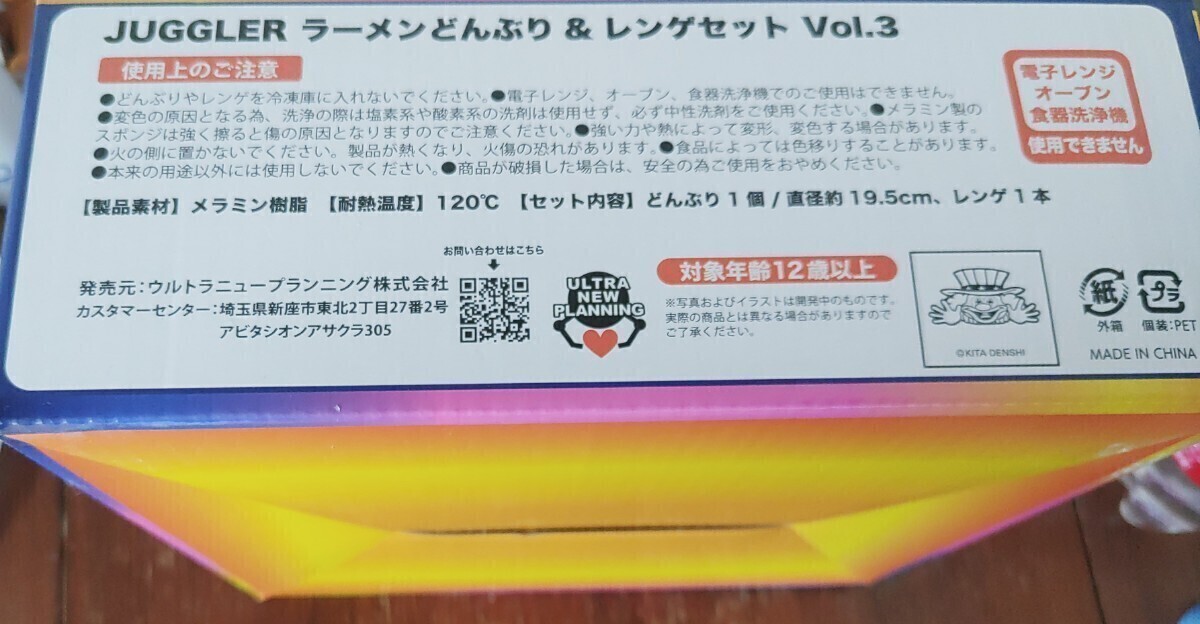 JUGGLER ラーメンどんぶり & レンゲセット Vol.3
使用上のご注意
●どんぶりやレンゲを冷凍庫に入れないでください。●電子レンジ、オーブン、食器洗浄機でのご使用はできません。
●変色の原因となる為、洗浄の際は塩素系や酸素系の洗剤は使用せず、必ず中性洗剤をご使用ください。●メラミン製の
スポンジは強く擦ると傷の原因となりますのでご注意ください。●強い力や熱によって変形、変色する場合があります。
●火の側に置かないでください。製品が熱くなり、火傷の恐れがあります。●食品によっては色移りすることがあります。
●本来の用途以外には使用しないでください。●商品が破損した場合は、安全の為ご使用をおやめください。
電子レンジ
オーブン
食器洗浄機
使用できません
【製品素材】メラミン樹脂 【耐熱温度】120℃ 【セット内容】どんぶり1個/直径約19.5cm、レンゲ1本
発売元:ウルトラニュープランニング株式会社
カスタマーセンター:埼玉県新座市東北2丁目27番2号
アビタシオンアサクラ305
お問い合わせはこちら
ULTRA
NEW
PLANNING
対象年齢12歳以上
※写真およびイラストは開発中のものです。
実際の商品とは異なる場合がありますので
ご了承ください。
©KITA DENSHI
紙
外箱
プラ
個装:PET
MADE IN CHINA